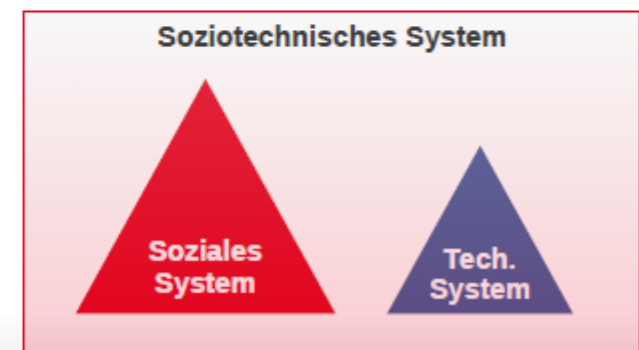 Soziotechnisches System
Soziales
System
Tech.
System